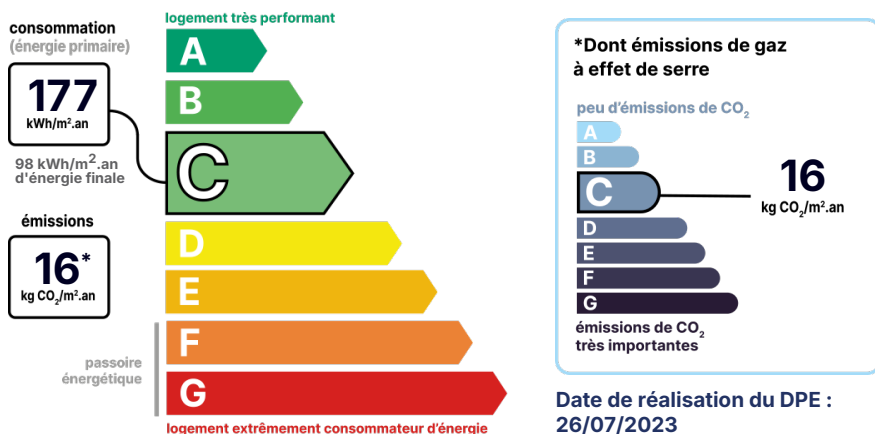 logement très performant
consommation
(énergie primaire)
177
kWh/m².an
98 kWh/m².an
d'énergie finale
émissions
16*
kg CO₂/m².an
passoire
énergétique
A
B
C
D
E
F
G
logement extrêmement consommateur d'énergie
*Dont émissions de gaz
à effet de serre
peu d'émissions de CO₂
A
B
C
D
E
F
G
16
kg CO₂/m².an
émissions de CO₂
très importantes
Date de réalisation du DPE :
26/07/2023